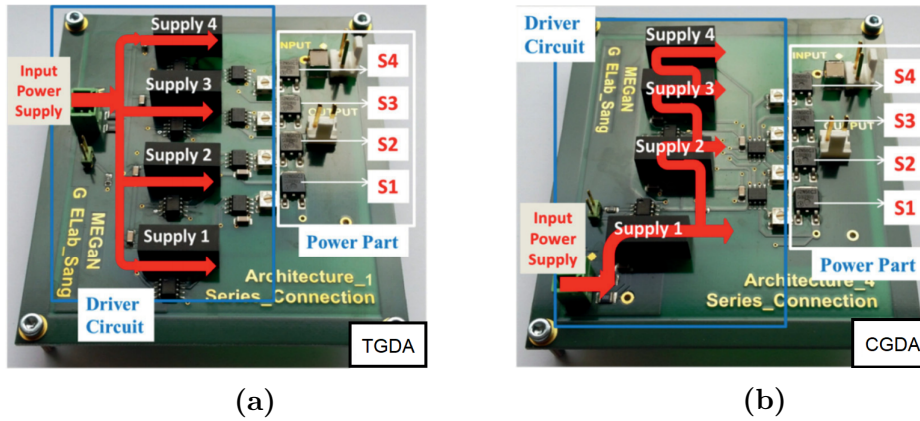 Driver
Circuit
Input
Power
Supply
Supply 4
Supply 3
Supply 2
Supply 1
S4
S3
S2
S1
Power Part
MEGaN
G ELab_Sang
Architecture_1
Series_Connection
Driver
Circuit
TGDA
(a)
Driver
Circuit
Supply 4
Supply 3
Supply 2
Supply 1
Input
Power
Supply
INPUT
S4
S3
S2
S1
Power Part
MEGaN
G ELab_Sang
Architecture_4
Series_Connection
CGDA
(b)